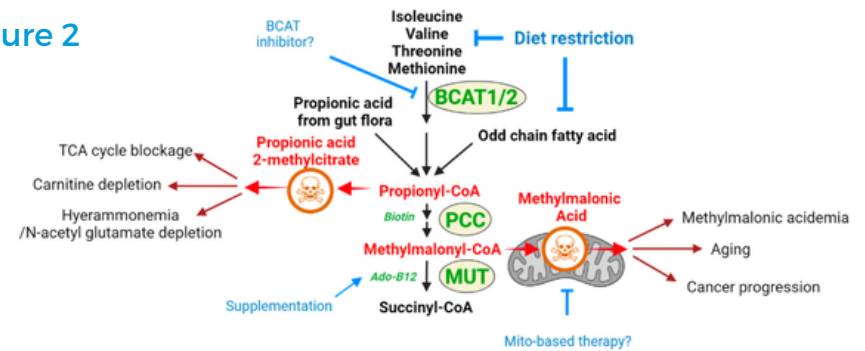 ure 2
BCAT
inhibitor?
Isoleucine
Valine
Threonine
Methionine
Diet restriction
BCAT1/2
Propionic acid
from gut flora
Odd chain fatty acid
TCA cycle blockage
Carnitine depletion
Hyerammonemia
/N-acetyl glutamate depletion
Propionic acid
2-methylcitrate
Propionyl-CoA
Biotin
PCC
Methylmalonyl-CoA
Ado-B12
MUT
Supplementation
Succinyl-CoA
Methylmalonic
Acid
Methylmalonic acidemia
Aging
Cancer progression
Mito-based therapy?